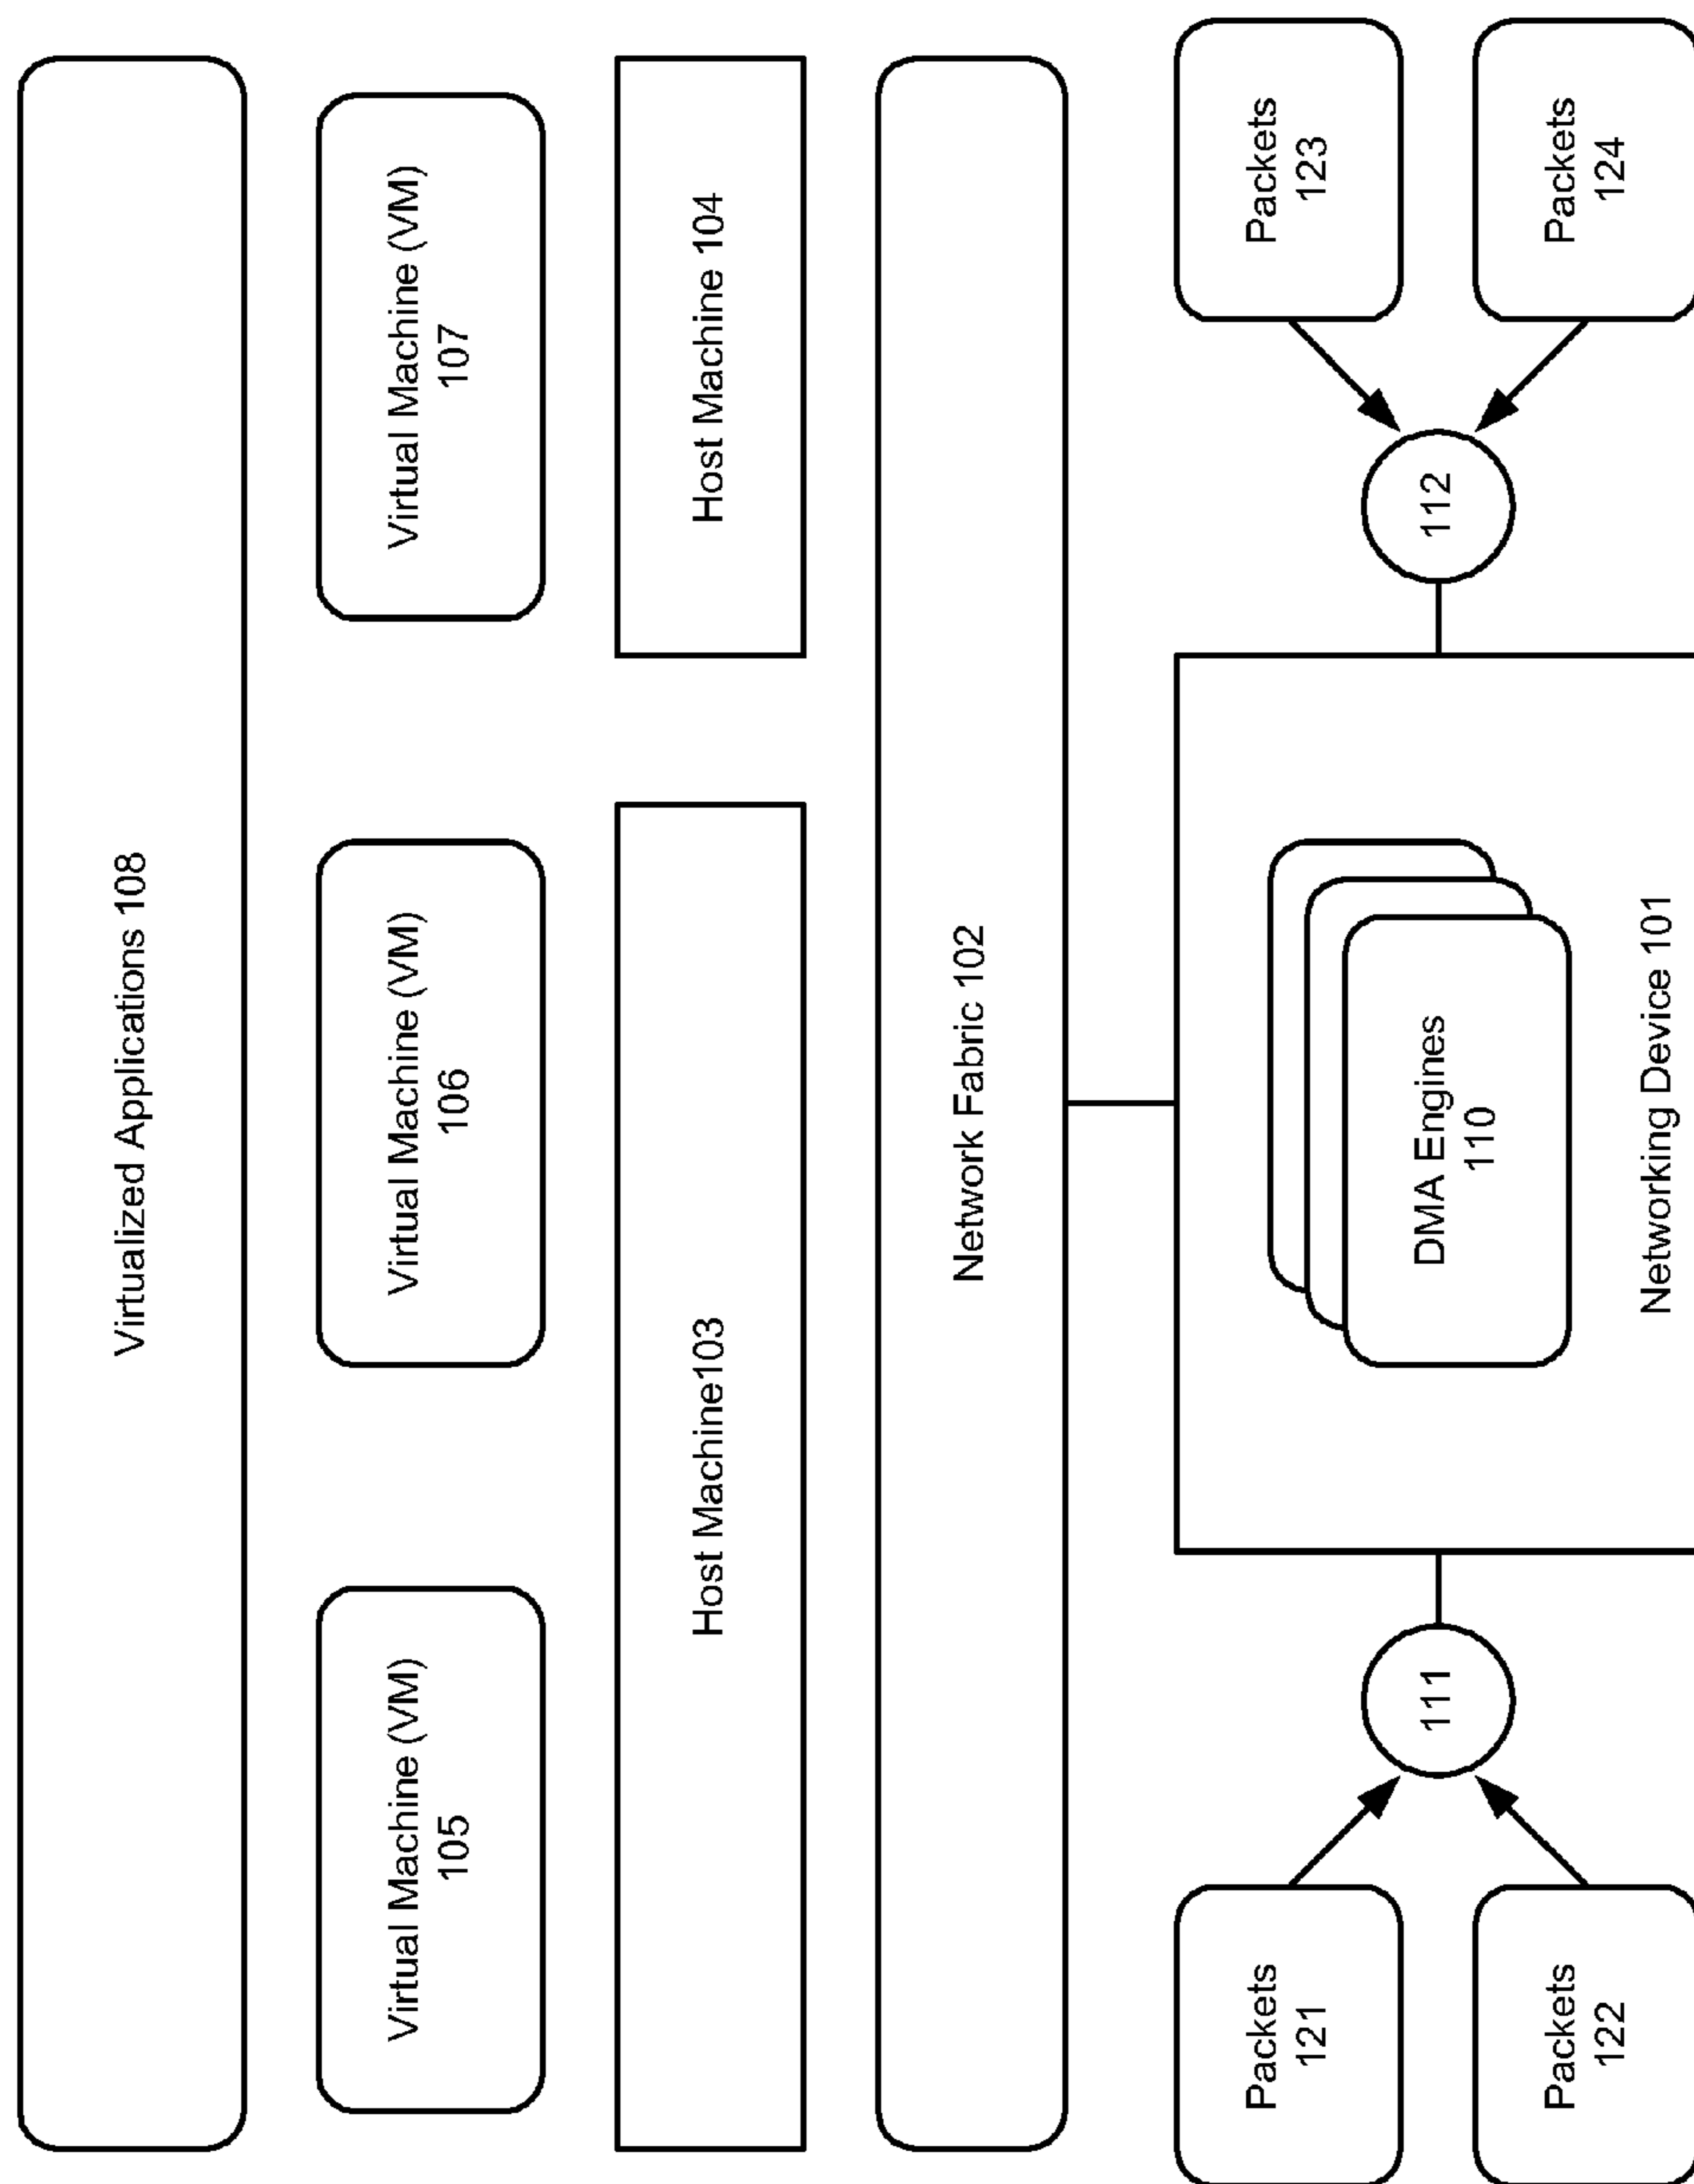 Virtualized Applications 108
Virtual Machine (VM)
105
Virtual Machine (VM)
106
Virtual Machine (VM)
107
Host Machine103
Host Machine 104
Network Fabric 102
Packets
121
Packets
122
111
DMA Engines
110
Networking Device 101
112
Packets
123
Packets
124